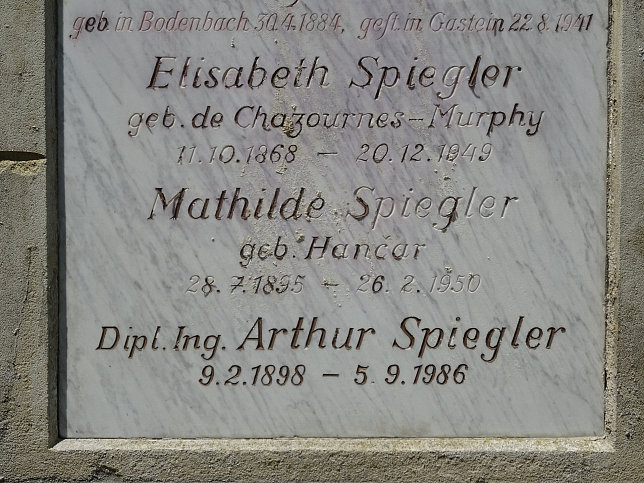 geb. in Bodenbach 30.4.1884, gest. in Gastein 22.8.1941
Elisabeth Spiegler
geb. de Chazournes-Murphy
11.10.1868 – 20.12.1949
Mathilde Spiegler
geb. Hančar
28.7.1895 – 26.2.1950
Dipl. Ing. Arthur Spiegler
9.2.1898 – 5.9.1986